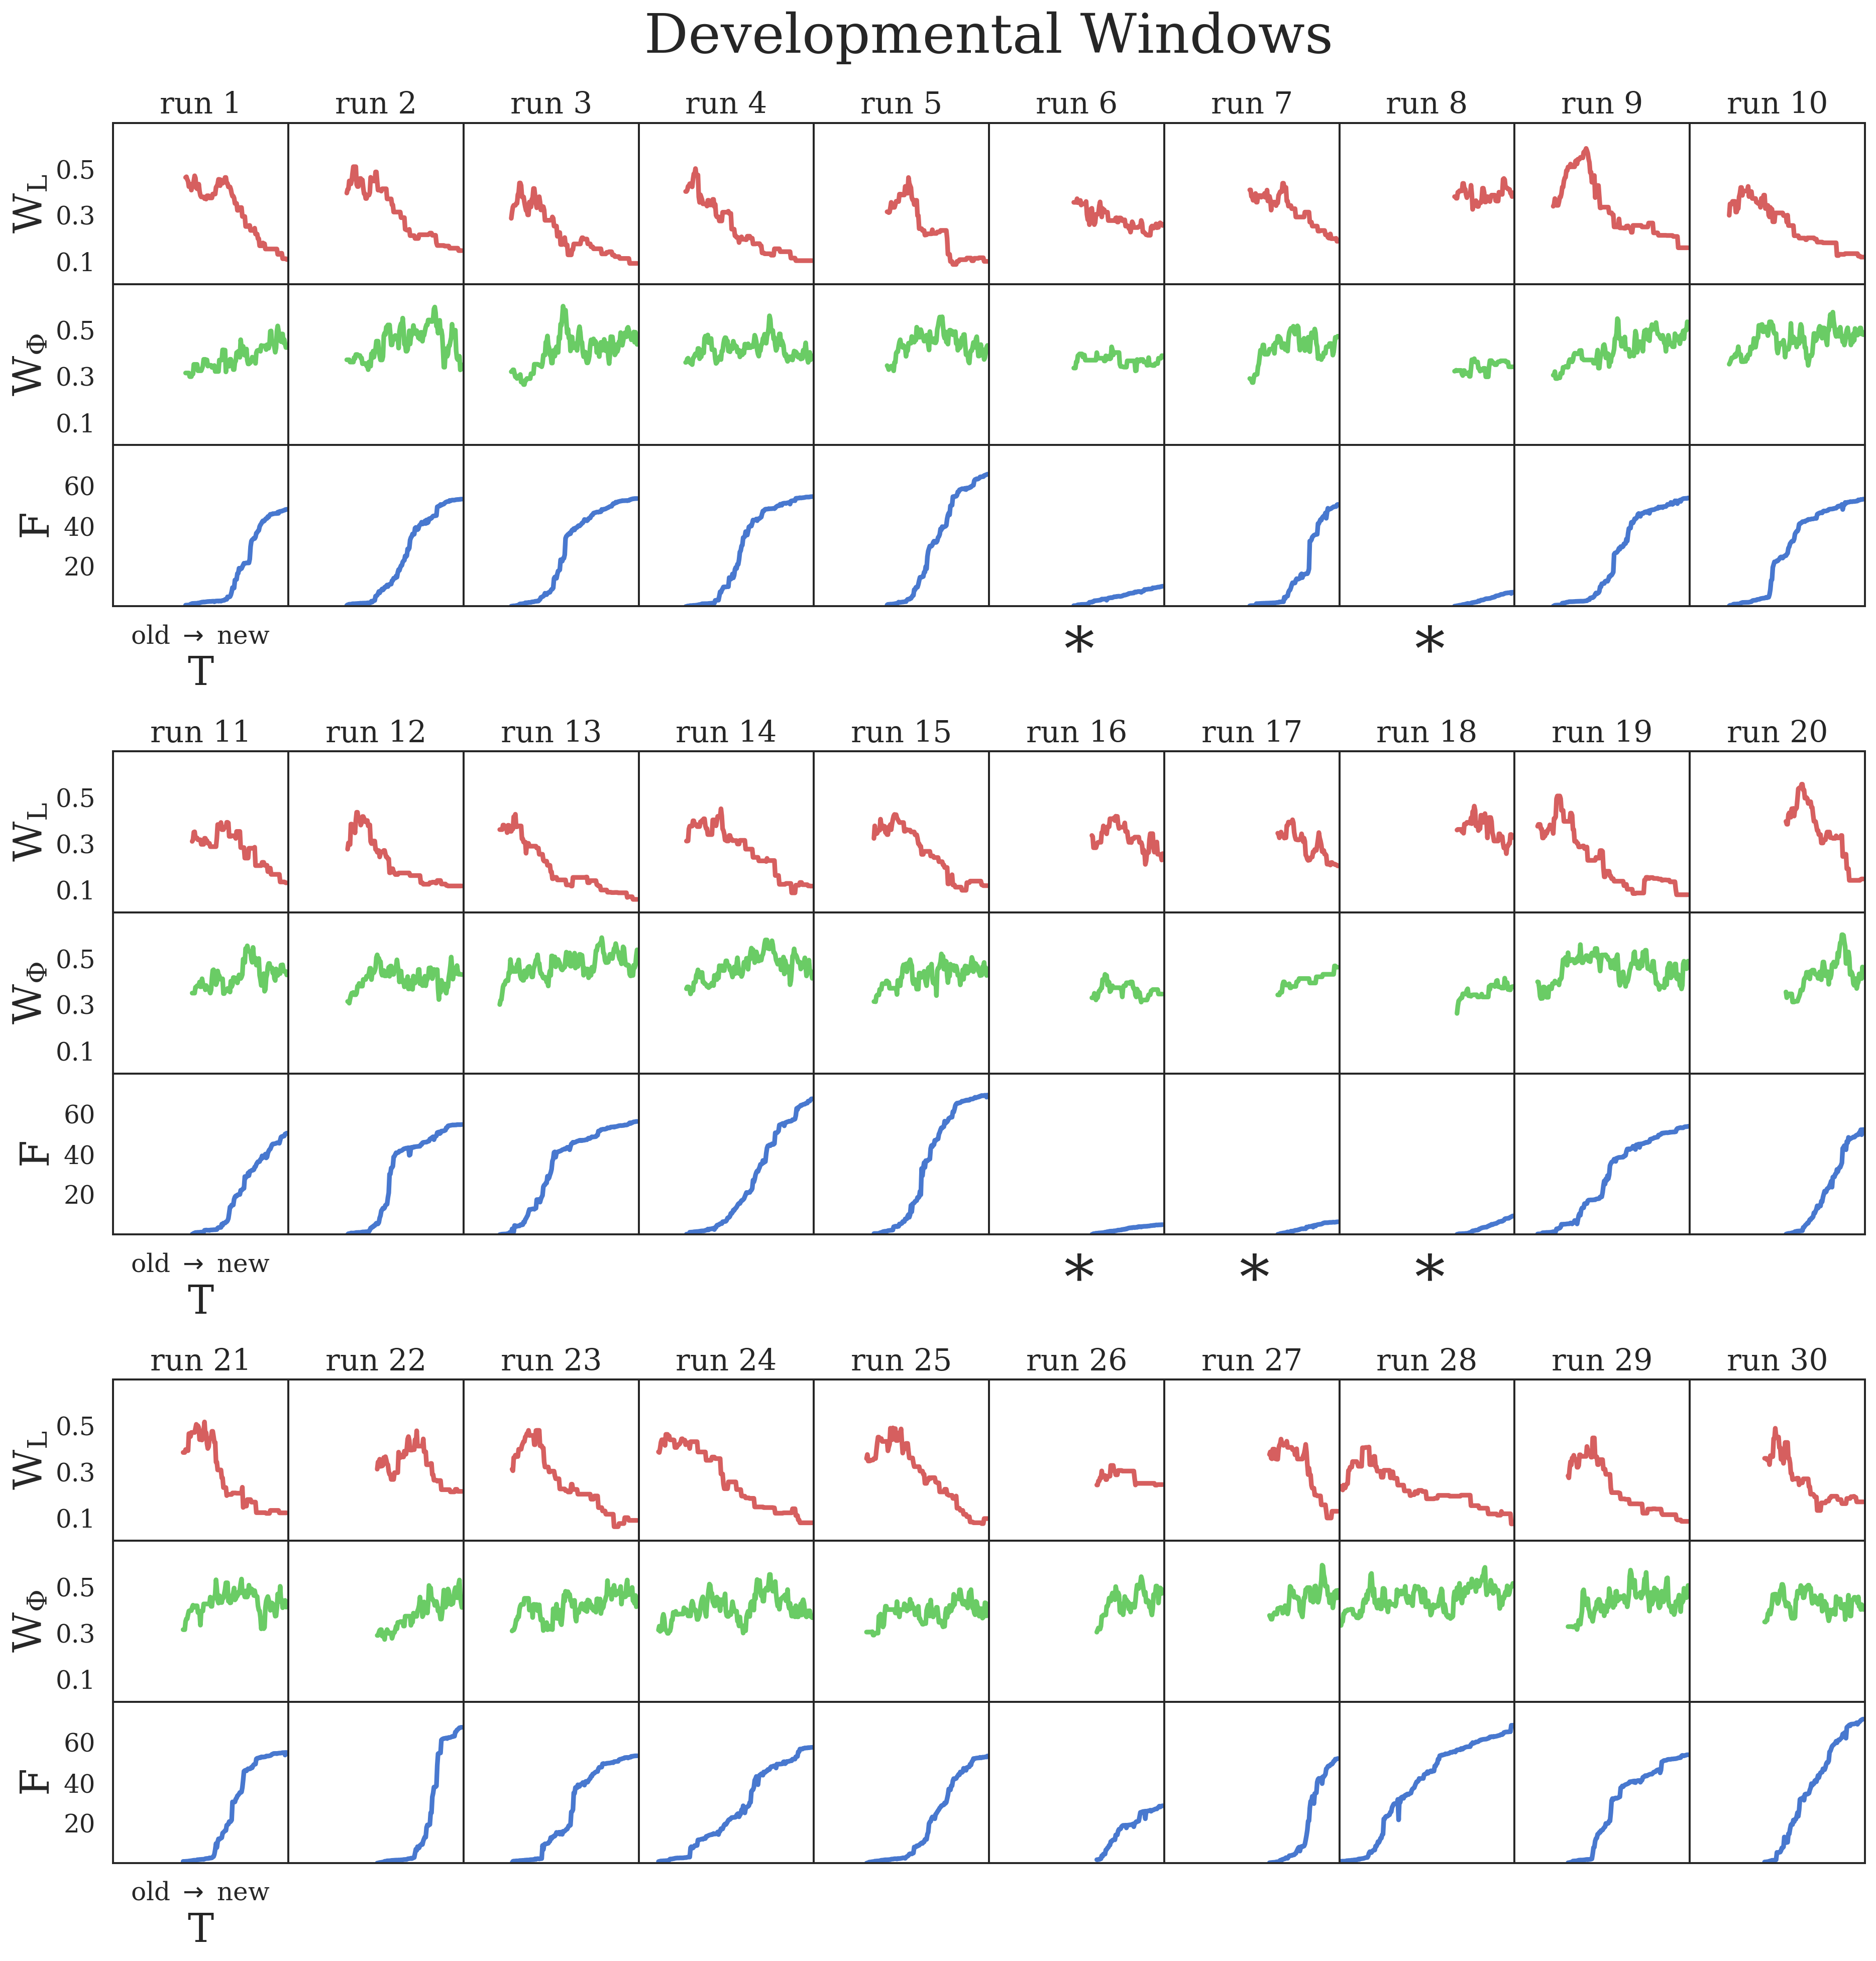 Developmental Windows
run 1 run 2 run 3 run 4 run 5 run 6 run 7 run 8 run 9 run 10
W_L 0.5 0.3 0.1
W_Φ 0.5 0.3 0.1
F 60 40 20
old → new * *
T
run 11 run 12 run 13 run 14 run 15 run 16 run 17 run 18 run 19 run 20
W_L 0.5 0.3 0.1
W_Φ 0.5 0.3 0.1
F 60 40 20
old → new * * *
T
run 21 run 22 run 23 run 24 run 25 run 26 run 27 run 28 run 29 run 30
W_L 0.5 0.3 0.1
W_Φ 0.5 0.3 0.1
F 60 40 20
old → new
T